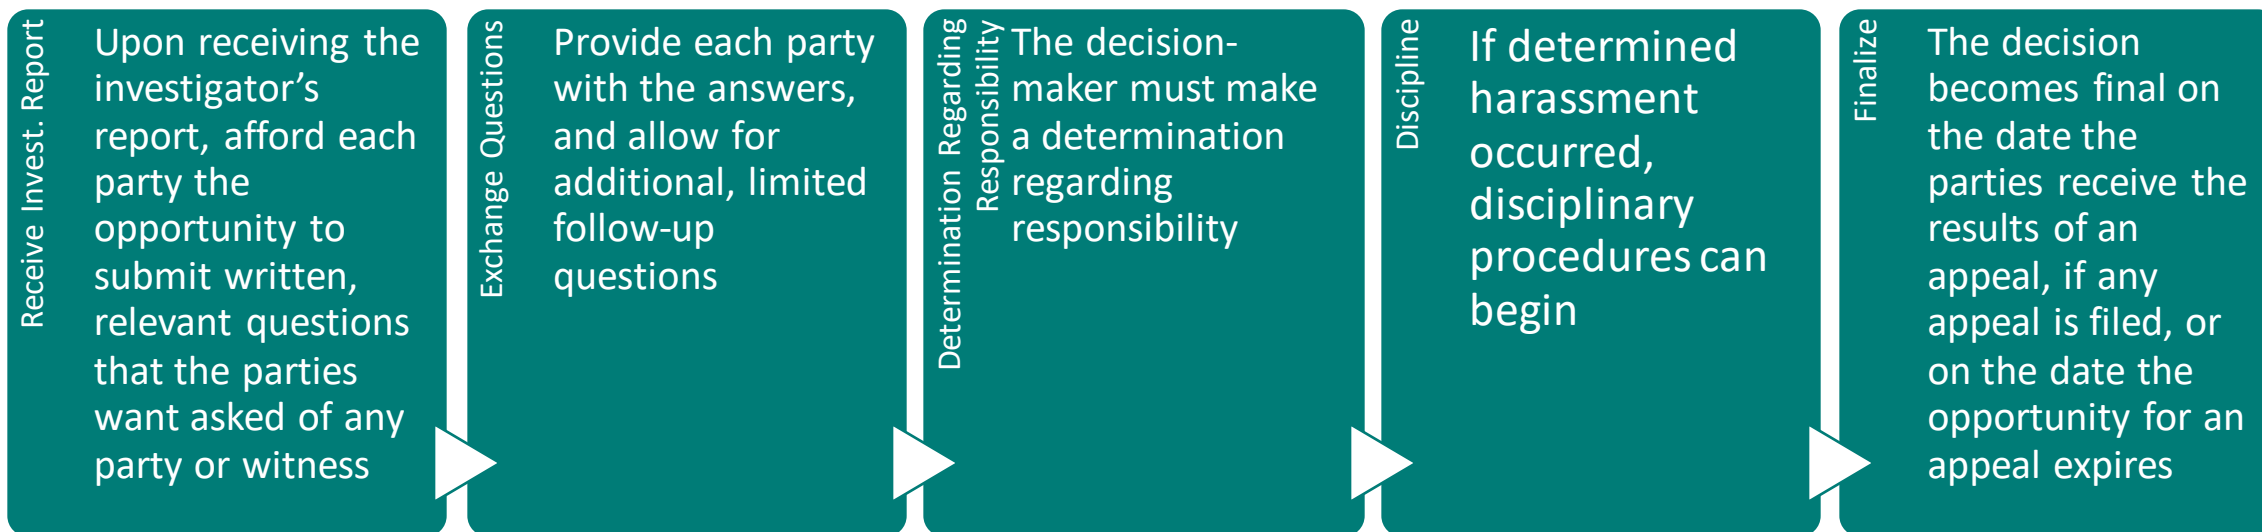 Receive Invest. Report
Upon receiving the
investigator’s
report, afford each
party the
opportunity to
submit written,
relevant questions
that the parties
want asked of any
party or witness
Exchange Questions
Provide each party
with the answers,
and allow for
additional, limited
follow-up
questions
Determination Regarding
Responsibility
The decision-
maker must make
a determination
regarding
responsibility
Discipline
If determined
harassment
occurred,
disciplinary
procedures can
begin
Finalize
The decision
becomes final on
the date the
parties receive the
results of an
appeal, if any
appeal is filed, or
on the date the
opportunity for an
appeal expires